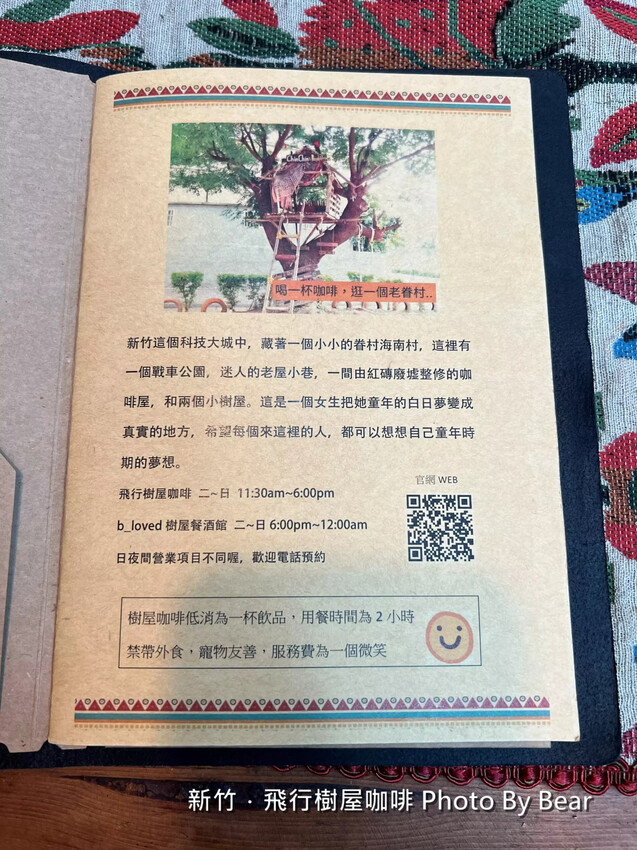 喝一杯咖啡，逛一個老眷村..
新竹這個科技大城中，藏著一個小小的眷村海南村，這裡有
一個戰車公園，迷人的老屋小巷，一間由紅磚廢墟整修的咖
啡屋，和兩個小樹屋。這是一個女生把她童年的白日夢變成
真實的地方，希望每個來這裡的人，都可以想想自己童年時
期的夢想。
官網 WEB
飛行樹屋咖啡 二~日 11:30am~6:00pm
b_loved 樹屋餐酒館 二~日 6:00pm~12:00am
日夜間營業項目不同喔，歡迎電話預約
樹屋咖啡低消為一杯飲品，用餐時間為 2 小時
禁帶外食，寵物友善，服務費為一個微笑
新竹．飛行樹屋咖啡 Photo By Bear